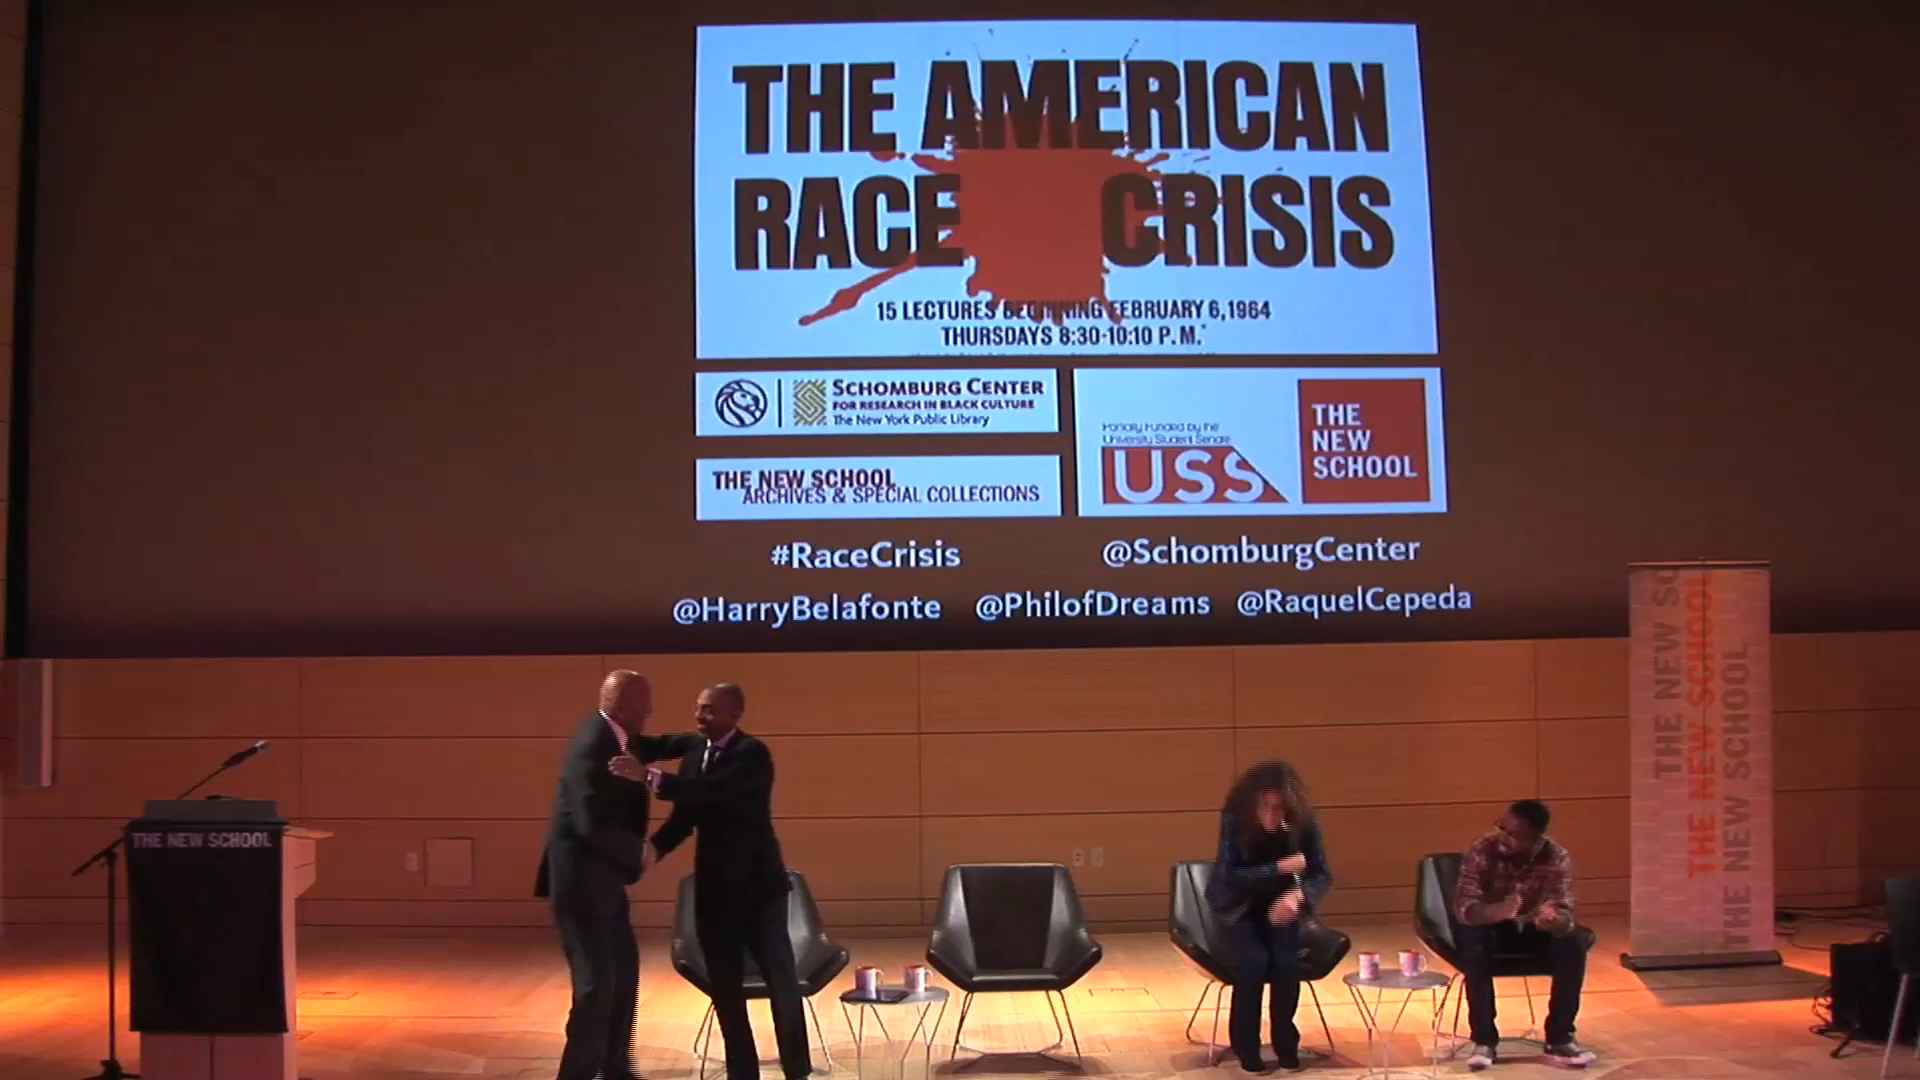 THE AMERICAN
RACE CRISIS
15 LECTURES BEGINNING FEBRUARY 6, 1964
THURSDAYS 8:30-10:10 P.M.*
SCHOMBURG CENTER
FOR RESEARCH IN BLACK CULTURE
The New York Public Library
THE NEW SCHOOL
ARCHIVES & SPECIAL COLLECTIONS
Partially Funded by the
University Student Senate
USS
THE
NEW
SCHOOL
#RaceCrisis
@SchomburgCenter
@HarryBelafonte @PhilofDreams @RaquelCepeda
THE NEW SCHOOL
THE NEW SC
THE NEW SCHOOL
THE NEW SCHOOL